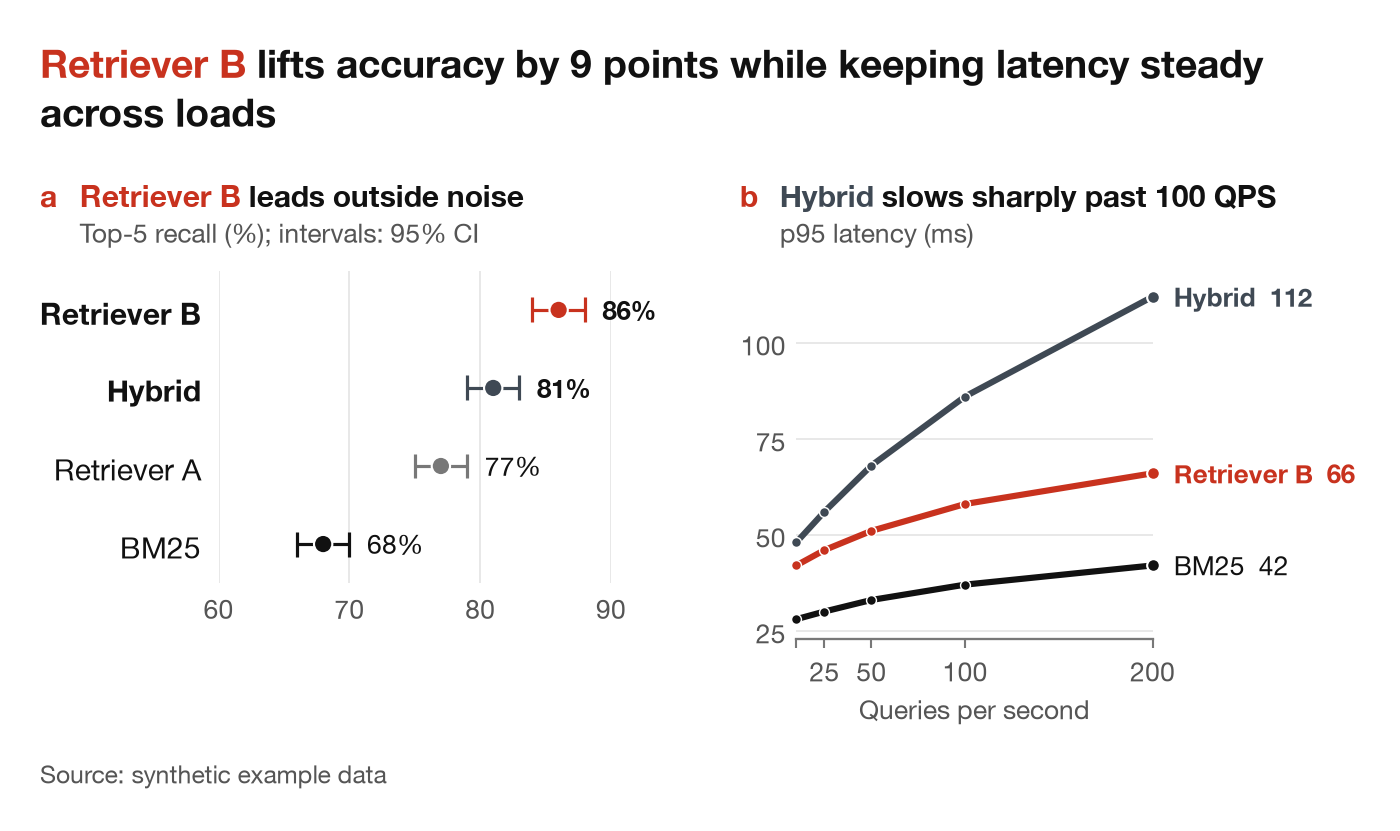 Retriever B lifts accuracy by 9 points while keeping latency steady
across loads
a Retriever B leads outside noise
Top-5 recall (%); intervals: 95% CI
Retriever B 86%
Hybrid 81%
Retriever A 77%
BM25 68%
60 70 80 90
b Hybrid slows sharply past 100 QPS
p95 latency (ms)
Hybrid 112
100
75
Retriever B 66
50
BM25 42
25
25 50 100 200
Queries per second
Source: synthetic example data